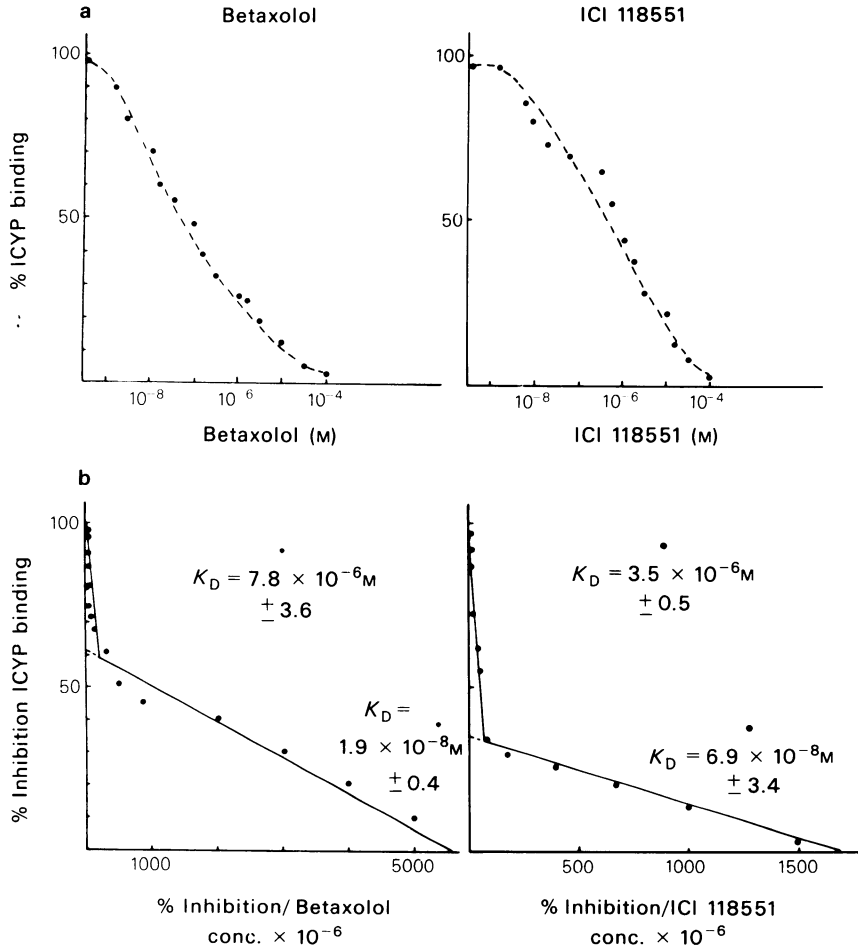 a
Betaxolol
ICI 118551
% ICYP binding
100
50
10⁻⁸
10⁻⁶
10⁻⁴
Betaxolol (M)
100
50
10⁻⁸
10⁻⁶
10⁻⁴
ICI 118551 (M)
b
% Inhibition ICYP binding
100
50
K_D = 7.8 × 10⁻⁶M
± 3.6
K_D =
1.9 × 10⁻⁸M
± 0.4
1000
5000
% Inhibition/Betaxolol
conc. × 10⁻⁶
K_D = 3.5 × 10⁻⁶M
± 0.5
K_D = 6.9 × 10⁻⁸M
± 3.4
500
1000
1500
% Inhibition/ICI 118551
conc. × 10⁻⁶